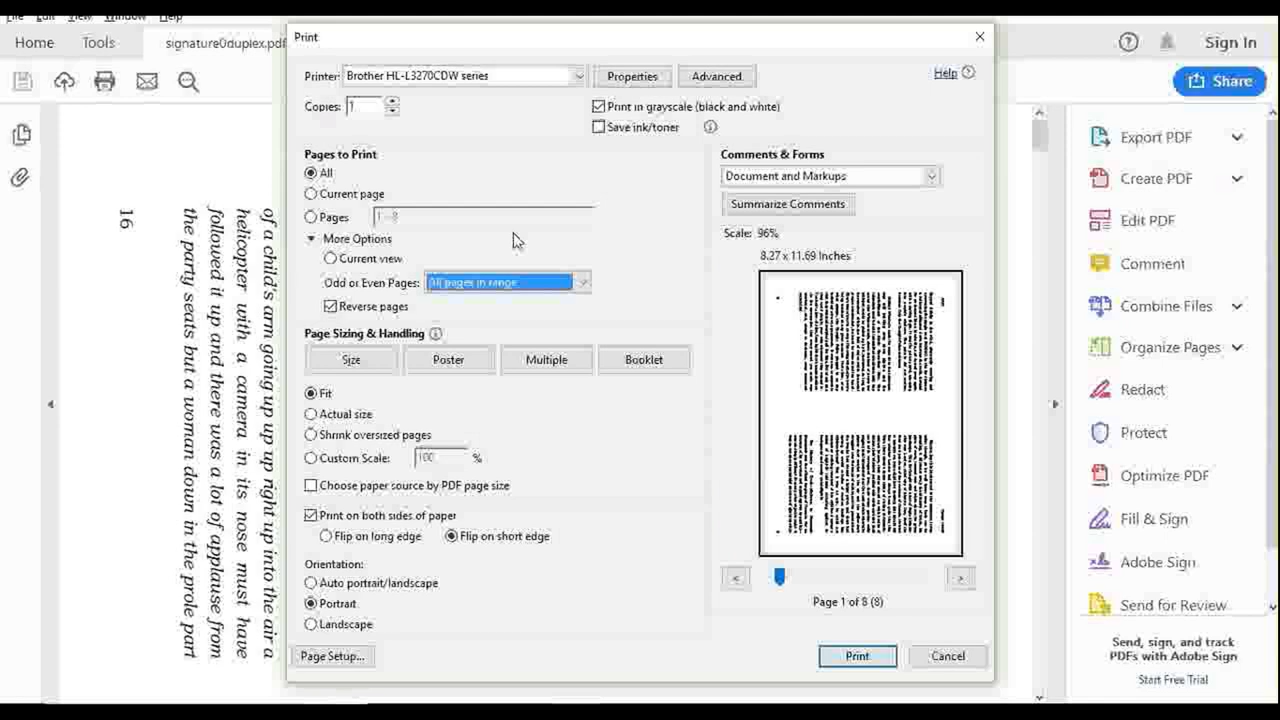 File Edit View Window Help
Home Tools signature0duplex.pdf
Sign In
Share
Print
Printer: Brother HL-L3270CDW series Properties Advanced Help
Copies: 1
Print in grayscale (black and white)
Save ink/toner
Pages to Print
All
Current page
Pages 1 - 8
More Options
Current view
Odd or Even Pages: All pages in range
Reverse pages
Page Sizing & Handling
Size Poster Multiple Booklet
Fit
Actual size
Shrink oversized pages
Custom Scale: 100 %
Choose paper source by PDF page size
Print on both sides of paper
Flip on long edge Flip on short edge
Orientation:
Auto portrait/landscape
Portrait
Landscape
Page Setup...
Comments & Forms
Document and Markups
Summarize Comments
Scale: 96%
8.27 x 11.69 Inches
< >
Page 1 of 8 (8)
Print Cancel
of a child's arm going up up up right up into the air a
helicopter with a camera in its nose must have
followed it up and there was a lot of applause from
the party seats but a woman down in the prole part
16
Export PDF
Create PDF
Edit PDF
Comment
Combine Files
Organize Pages
Redact
Protect
Optimize PDF
Fill & Sign
Adobe Sign
Send for Review
Send, sign, and track
PDFs with Adobe Sign
Start Free Trial